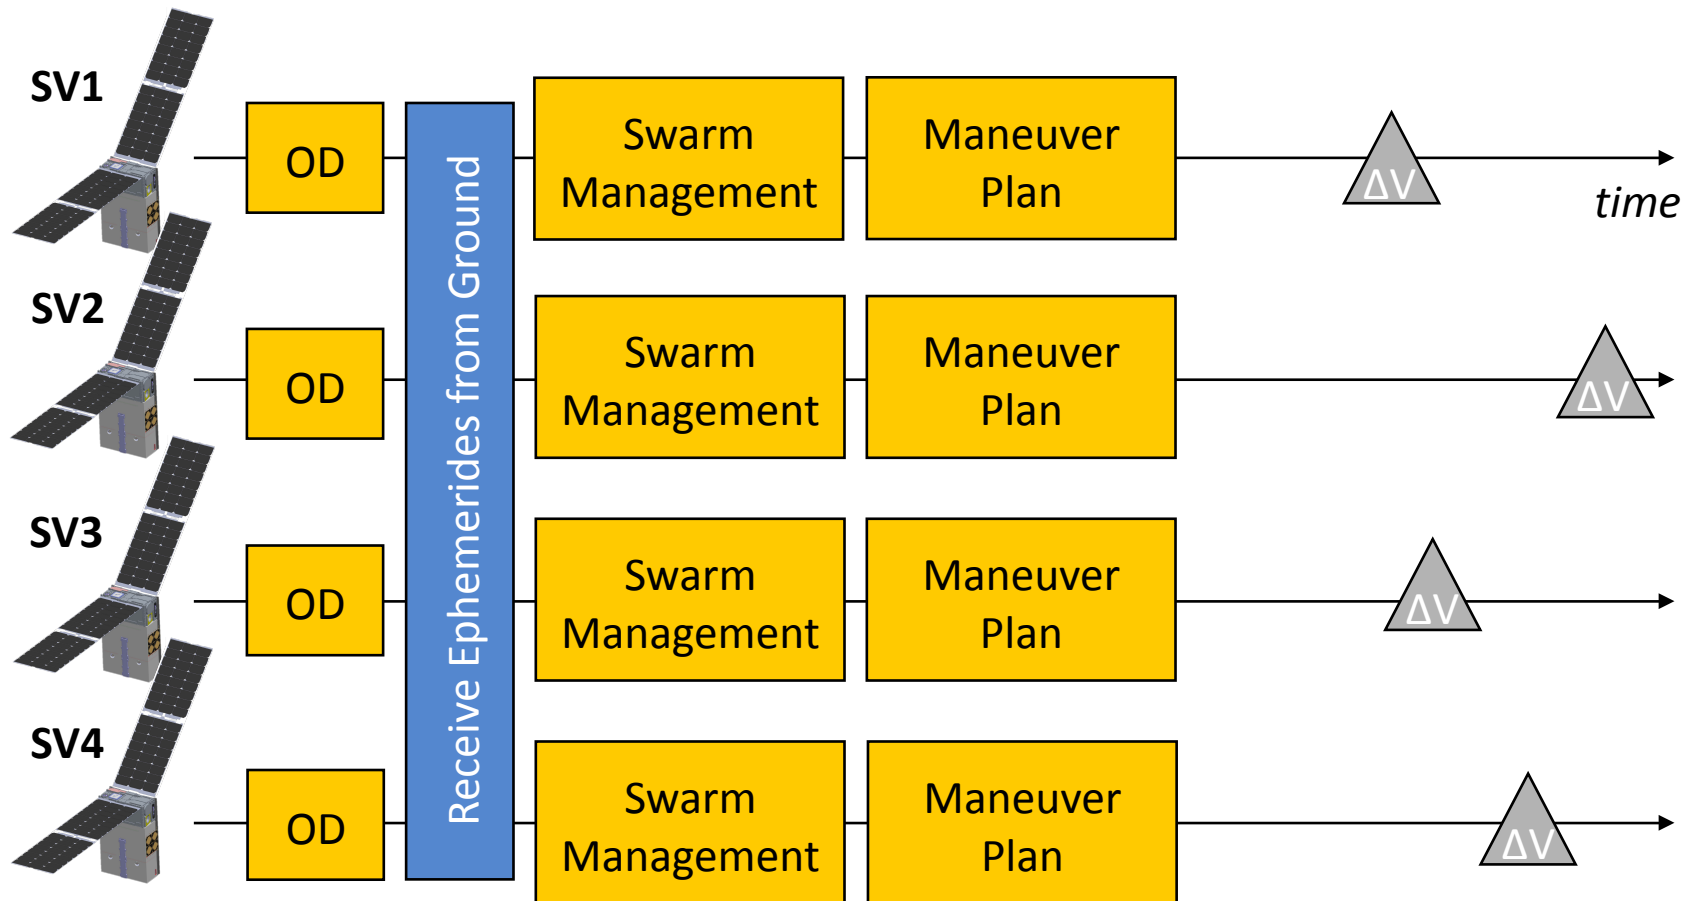 SV1
OD
Receive Ephemerides from Ground
Swarm
Management
Maneuver
Plan
ΔV
time
SV2
OD
Swarm
Management
Maneuver
Plan
ΔV
SV3
OD
Swarm
Management
Maneuver
Plan
ΔV
SV4
OD
Swarm
Management
Maneuver
Plan
ΔV